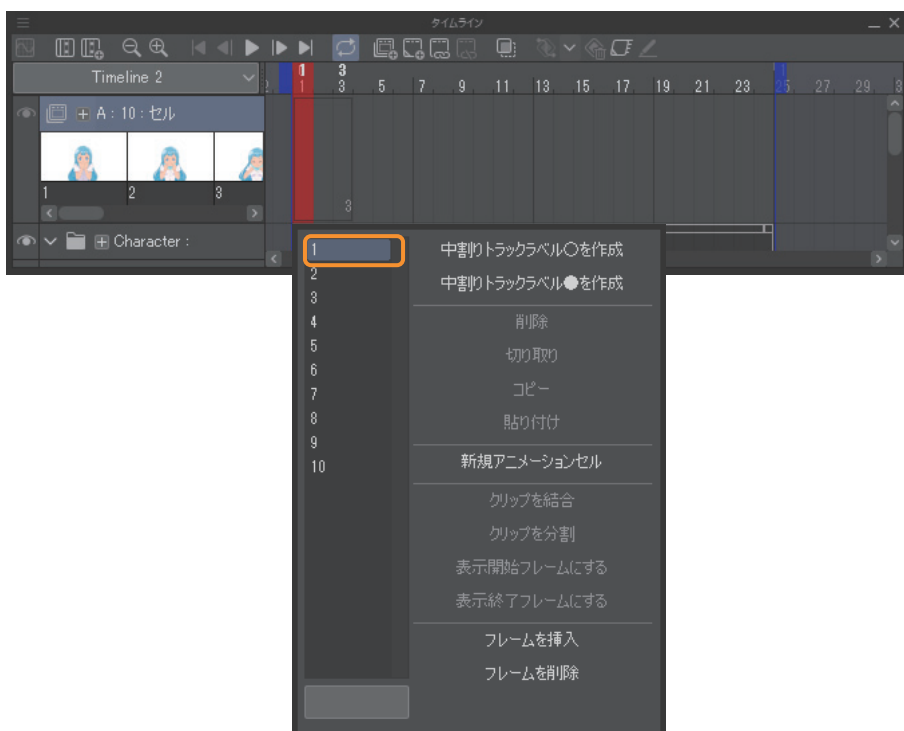 タイムライン
Timeline 2
1 3
1 3 5 7 9 11 13 15 17 19 21 23 25 27 29 3
A : 10 : セル
1 2 3
3
Character :
1
2
3
4
5
6
7
8
9
10
中割りトラックラベル○を作成
中割りトラックラベル●を作成
削除
切り取り
コピー
貼り付け
新規アニメーションセル
クリップを結合
クリップを分割
表示開始フレームにする
表示終了フレームにする
フレームを挿入
フレームを削除